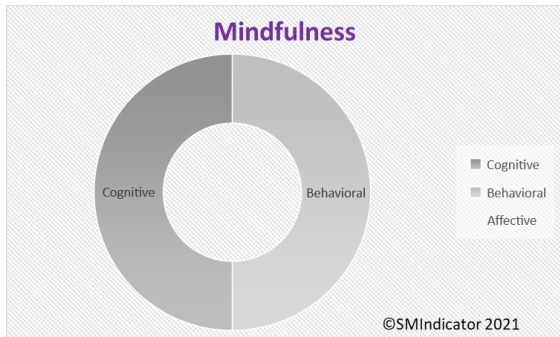 Mindfulness
Cognitive
Behavioral
Cognitive
Behavioral
Affective
©SMIndicator 2021